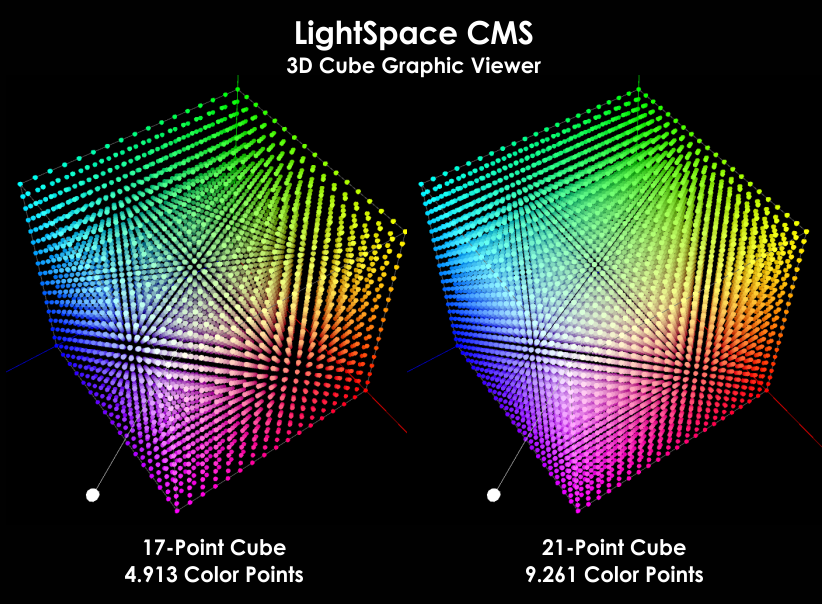 LightSpace CMS
3D Cube Graphic Viewer
17-Point Cube
4.913 Color Points
21-Point Cube
9.261 Color Points